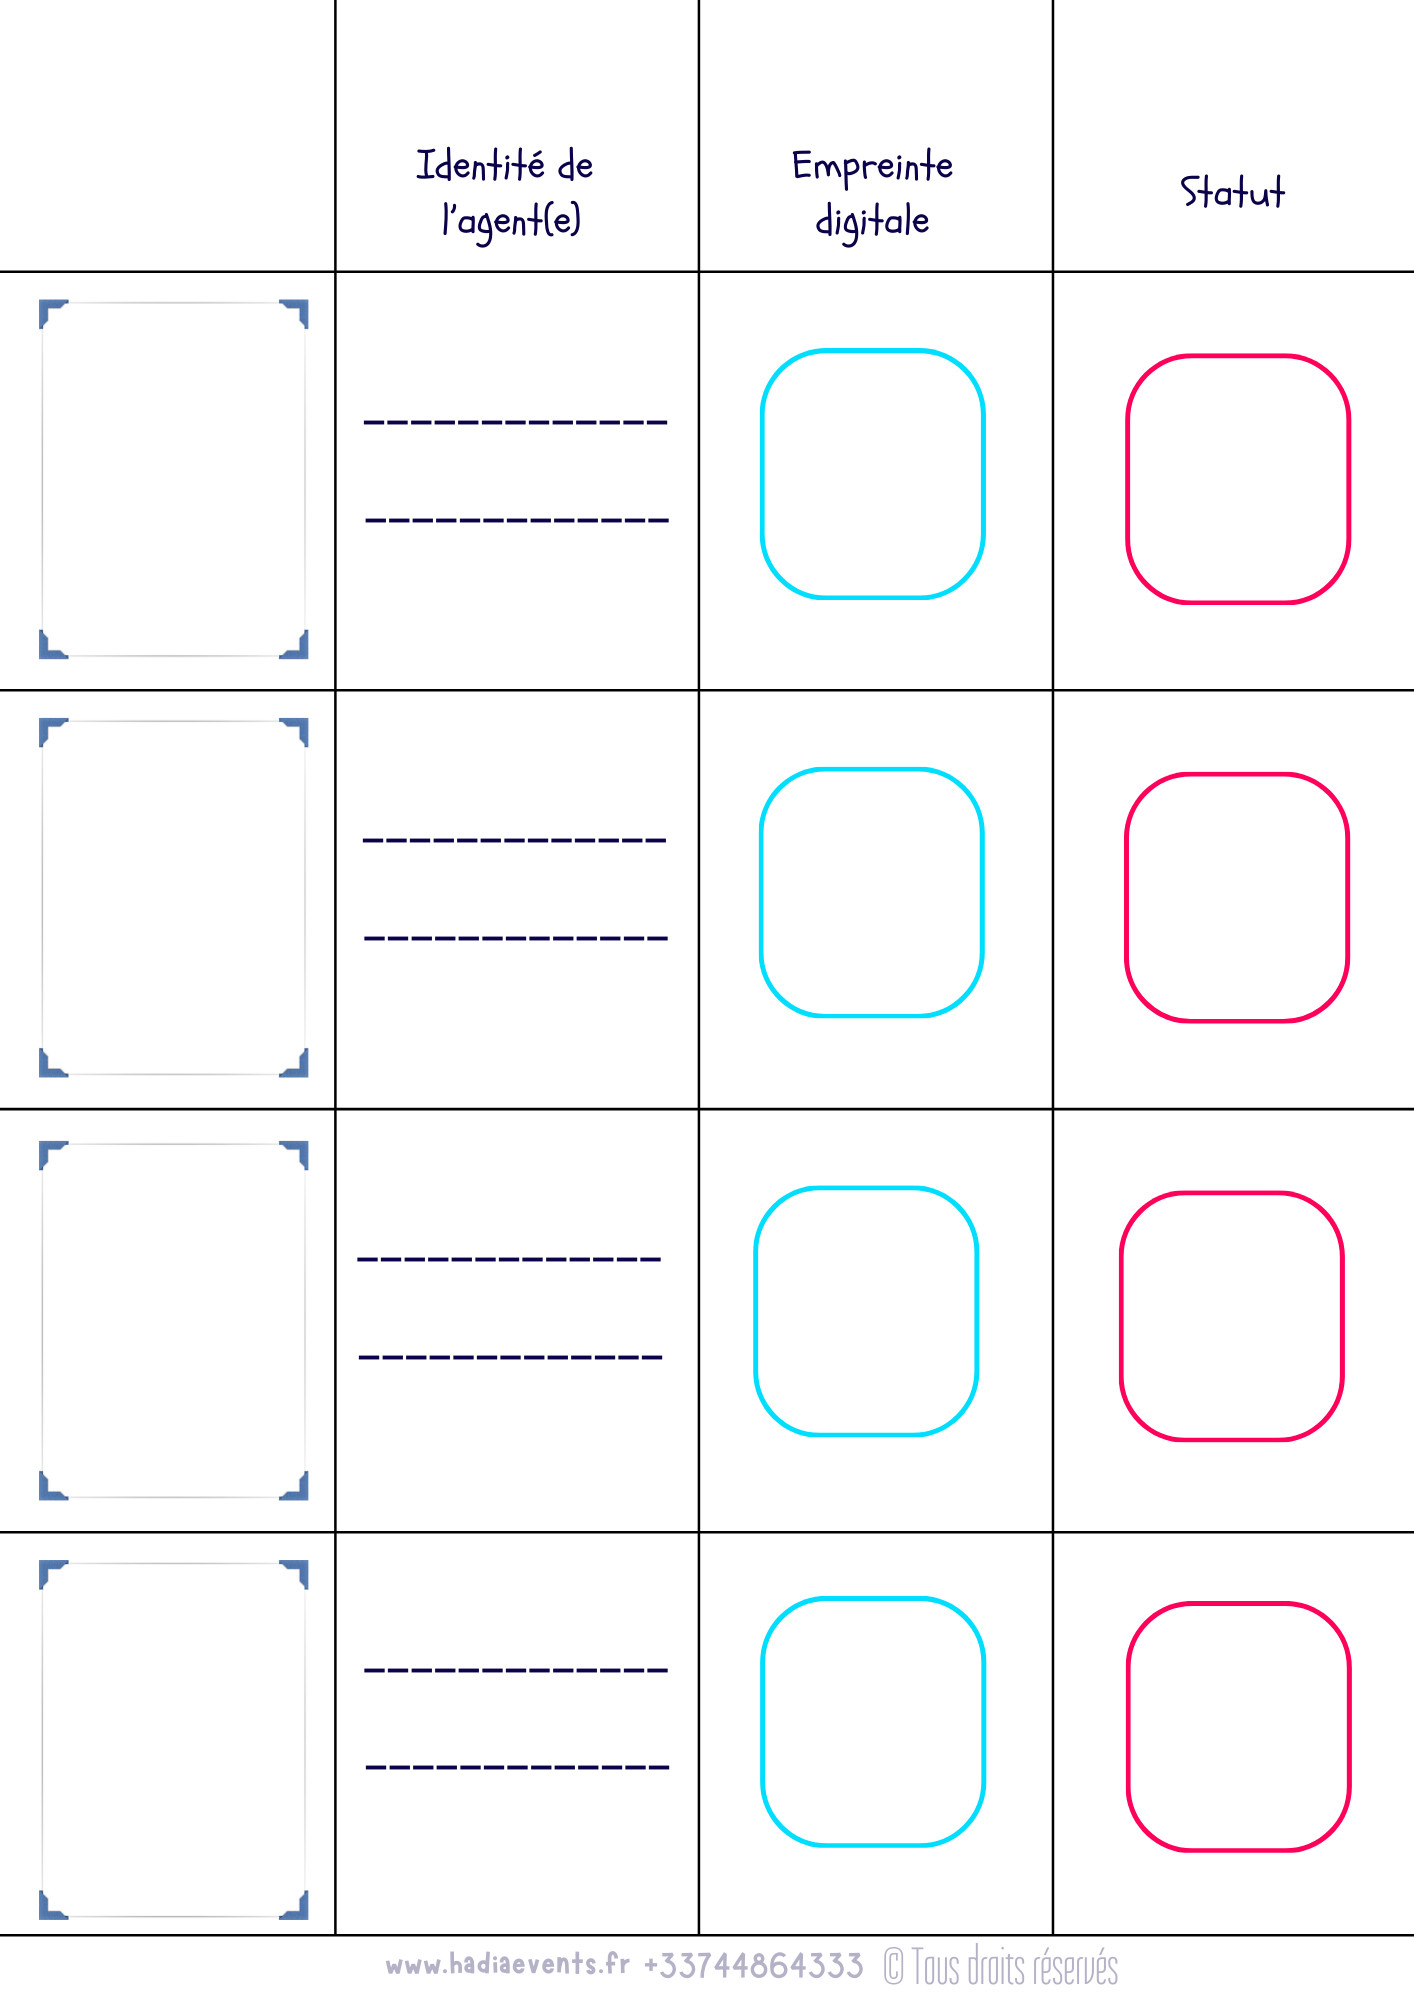 Identité de
l'agent(e)
Empreinte
digitale
Statut
www.hadiaevents.fr +33744864333 © Tous droits réservés